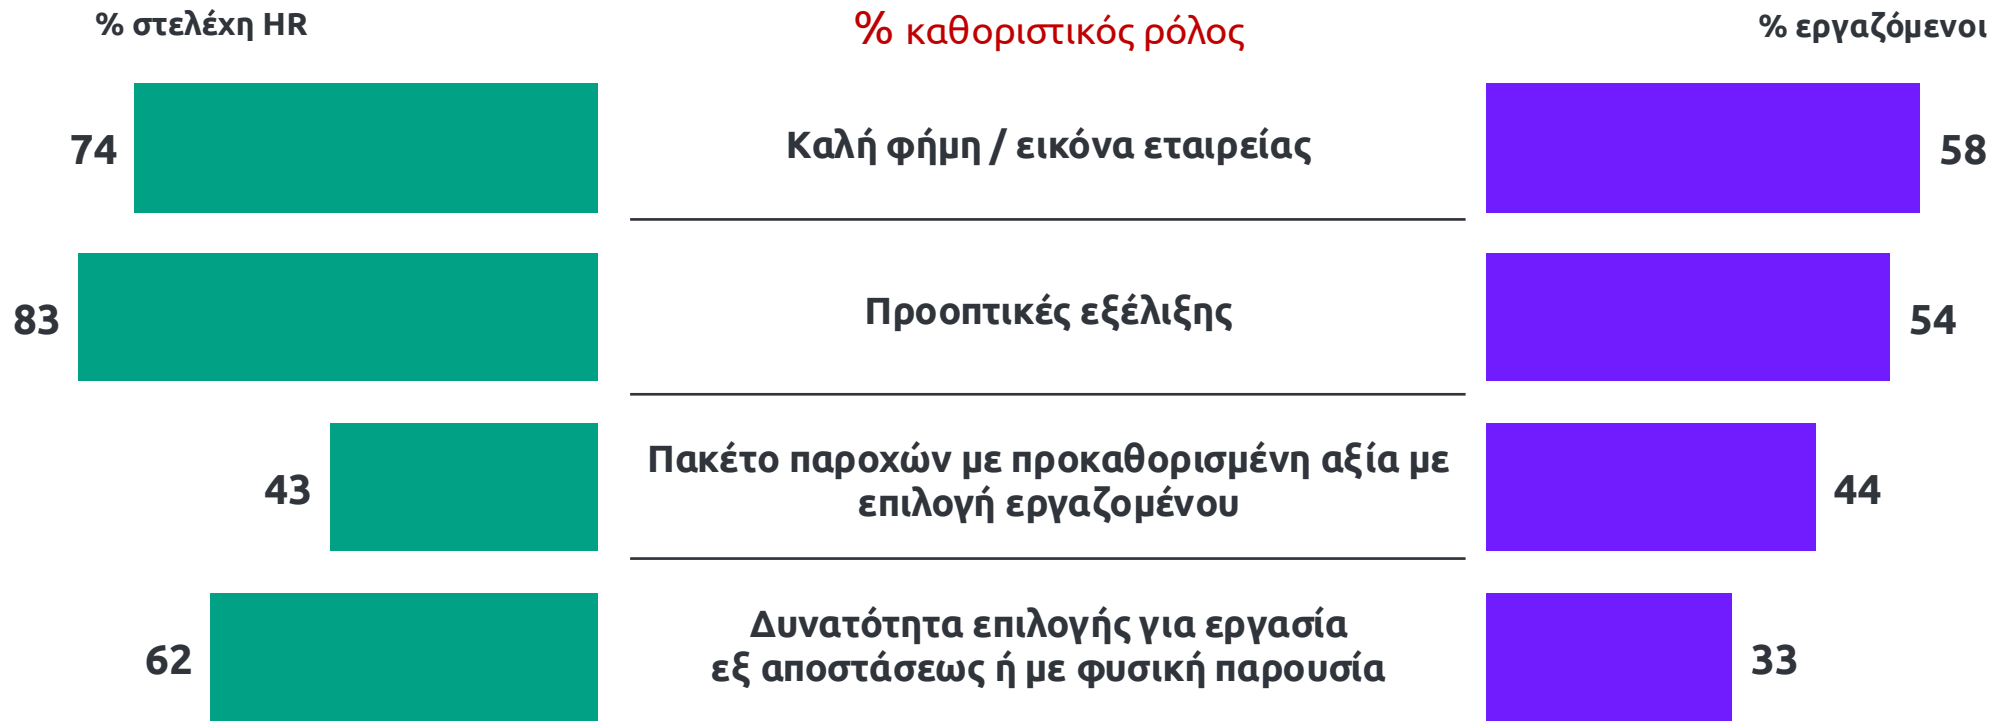 % στελέχη HR
% καθοριστικός ρόλος
% εργαζόμενοι
74
Καλή φήμη / εικόνα εταιρείας
58
83
Προοπτικές εξέλιξης
54
43
Πακέτο παροχών με προκαθορισμένη αξία με
επιλογή εργαζομένου
44
62
Δυνατότητα επιλογής για εργασία
εξ αποστάσεως ή με φυσική παρουσία
33